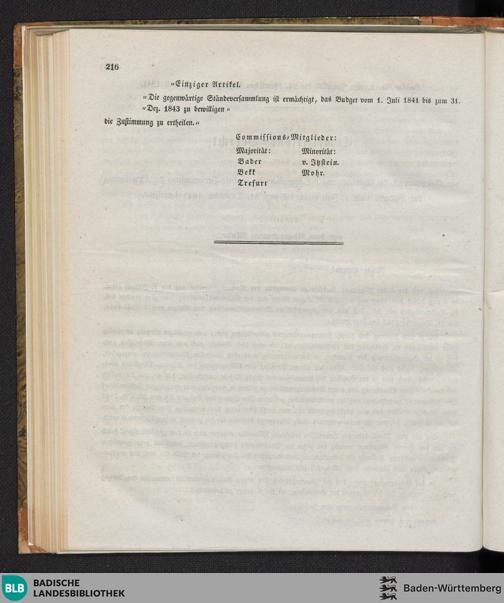 216
»Einziger Artikel.
»Die gegenwärtige Ständeversammlung ist ermächtigt, das Budget vom 1. Juli 1841 bis zum 31.
»Dez. 1843 zu bewilligen«
die Zustimmung zu ertheilen.«
Commissions-Mitglieder:
Majorität: Minorität:
Bader v. Itzstein.
Bekk Mohr.
Trefurt
BLB BADISCHE
LANDESBIBLIOTHEK
Baden-Württemberg